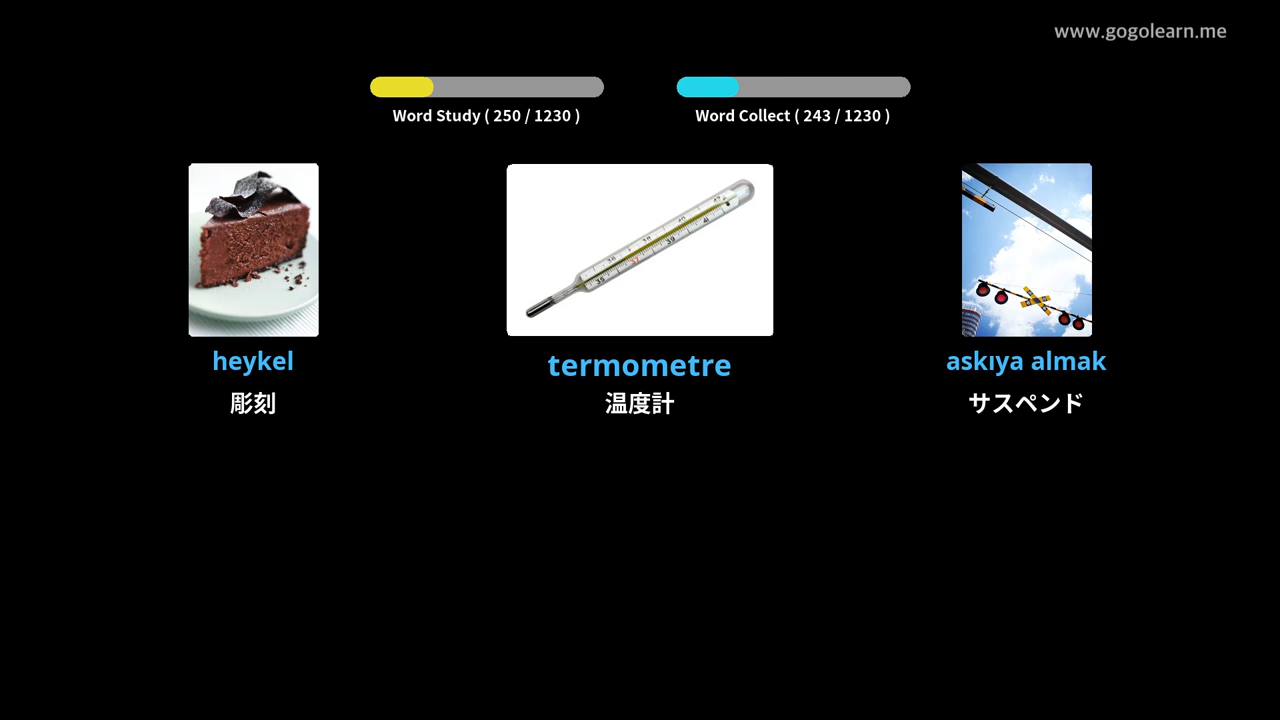 www.gogolearn.me
Word Study ( 250 / 1230 )
Word Collect ( 243 / 1230 )
heykel
termometre
askıya almak
彫刻
温度計
サスペンド